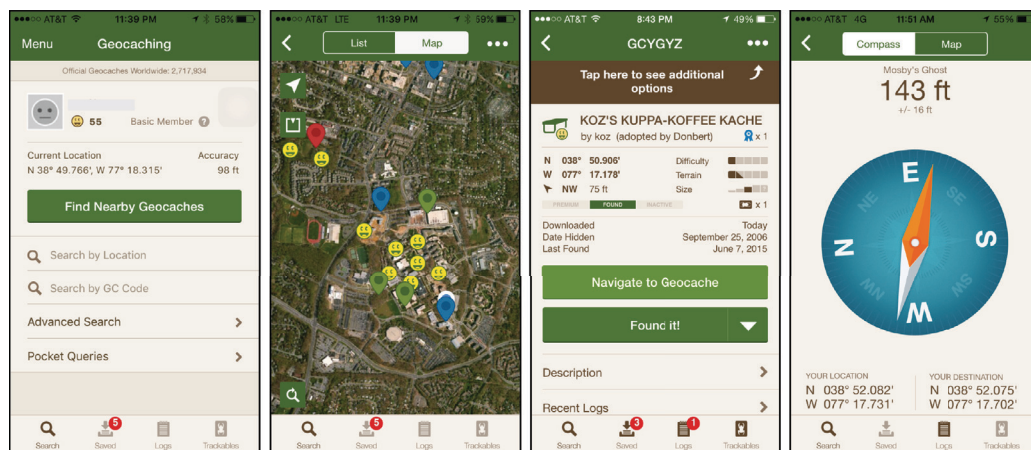 AT&T 11:39 PM 58%
Menu Geocaching
Official Geocaches Worldwide: 2,717,934
55 Basic Member ?
Current Location Accuracy
N 38° 49.766', W 77° 18.315' 98 ft
Find Nearby Geocaches
Search by Location
Search by GC Code
Advanced Search
Pocket Queries
5
Search Saved Logs Trackables
AT&T LTE 11:39 PM 59%
List Map
5
Search Saved Logs Trackables
AT&T 8:43 PM 49%
GCYGYZ
Tap here to see additional
options
KOZ'S KUPPA-KOFFEE KACHE
by koz (adopted by Donbert) x 1
N 038° 50.906' Difficulty
W 077° 17.178' Terrain
NW 75 ft Size
PREMIUM FOUND INACTIVE x 1
Downloaded Today
Date Hidden September 25, 2006
Last Found June 7, 2015
Navigate to Geocache
Found it!
Description
Recent Logs
3 1
Search Saved Logs Trackables
AT&T 4G 11:51 AM 55%
Compass Map
Mosby's Ghost
143 ft
+/- 16 ft
E
NE SE
N S
NW SW
W
YOUR LOCATION YOUR DESTINATION
N 038° 52.082' N 038° 52.075'
W 077° 17.731' W 077° 17.702'
Search Saved Logs Trackables